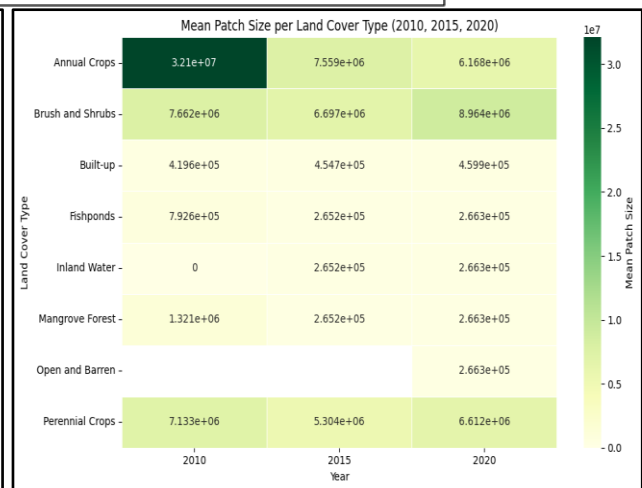 Mean Patch Size per Land Cover Type (2010, 2015, 2020)
1e7
Annual Crops 3.21e+07 7.559e+06 6.168e+06
3.0
Brush and Shrubs 7.662e+06 6.697e+06 8.964e+06
2.5
Built-up 4.196e+05 4.547e+05 4.599e+05
2.0
Fishponds 7.926e+05 2.652e+05 2.663e+05
Land Cover Type
Mean Patch Size
1.5
Inland Water 0 2.652e+05 2.663e+05
Mangrove Forest 1.321e+06 2.652e+05 2.663e+05
1.0
Open and Barren 2.663e+05
0.5
Perennial Crops 7.133e+06 5.304e+06 6.612e+06
0.0
2010 2015 2020
Year